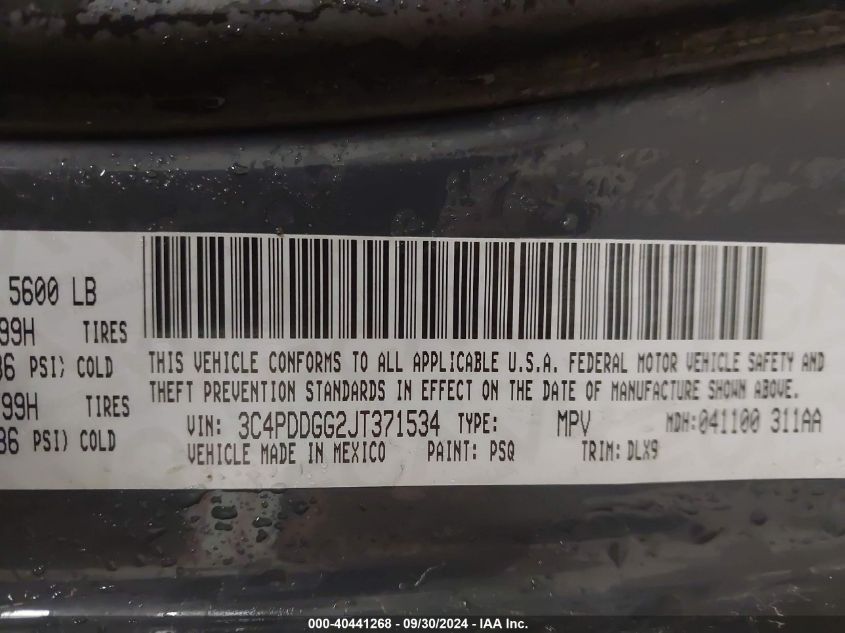 5600 LB
99H TIRES
36 PSI) COLD
99H TIRES
36 PSI) COLD
THIS VEHICLE CONFORMS TO ALL APPLICABLE U.S.A. FEDERAL MOTOR VEHICLE SAFETY AND
THEFT PREVENTION STANDARDS IN EFFECT ON THE DATE OF MANUFACTURE SHOWN ABOVE.
VIN: 3C4PDDGG2JT371534 TYPE: MPV MDH: 041100 311AA
VEHICLE MADE IN MEXICO PAINT: PSQ TRIM: DLX9
000-40441268 - 09/30/2024 - IAA Inc.